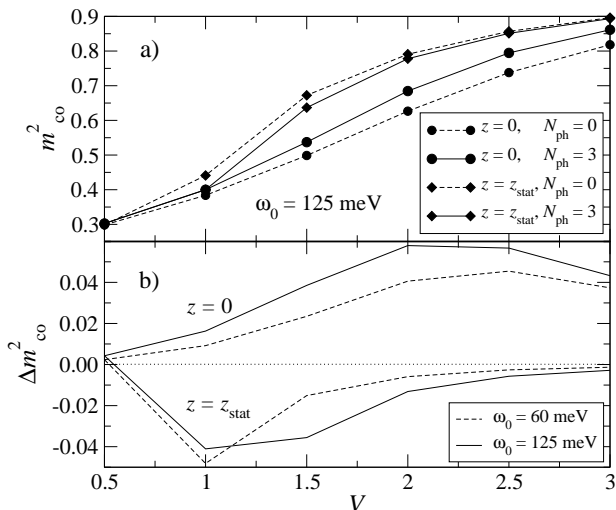 0.9
0.8
0.7
0.6
0.5
0.4
0.3
m²co
a)
ω₀ = 125 meV
z = 0, Nph = 0
z = 0, Nph = 3
z = zstat, Nph = 0
z = zstat, Nph = 3
b)
0.04
0.02
0.00
-0.02
-0.04
Δm²co
z = 0
z = zstat
ω₀ = 60 meV
ω₀ = 125 meV
0.5 1 1.5 2 2.5 3
V